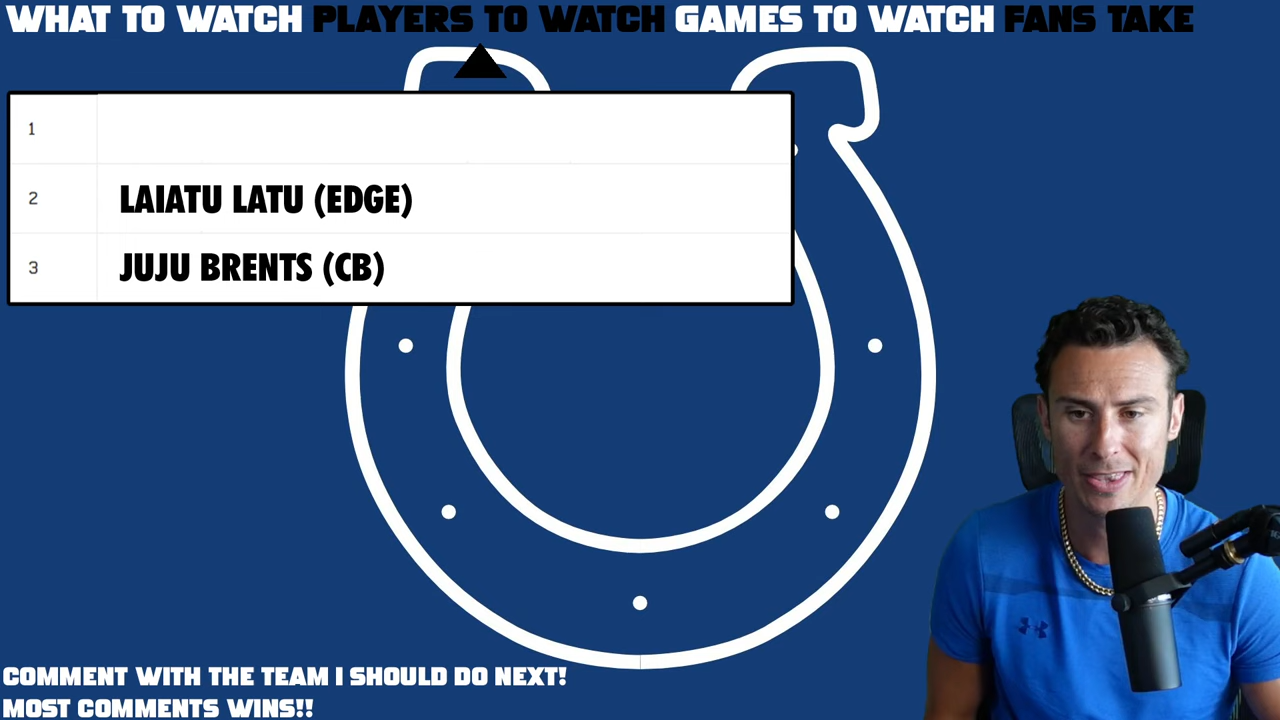 WHAT TO WATCH PLAYERS TO WATCH GAMES TO WATCH FANS TAKE
1
2 LAIATU LATU (EDGE)
3 JUJU BRENTS (CB)
COMMENT WITH THE TEAM I SHOULD DO NEXT!
MOST COMMENTS WINS!!